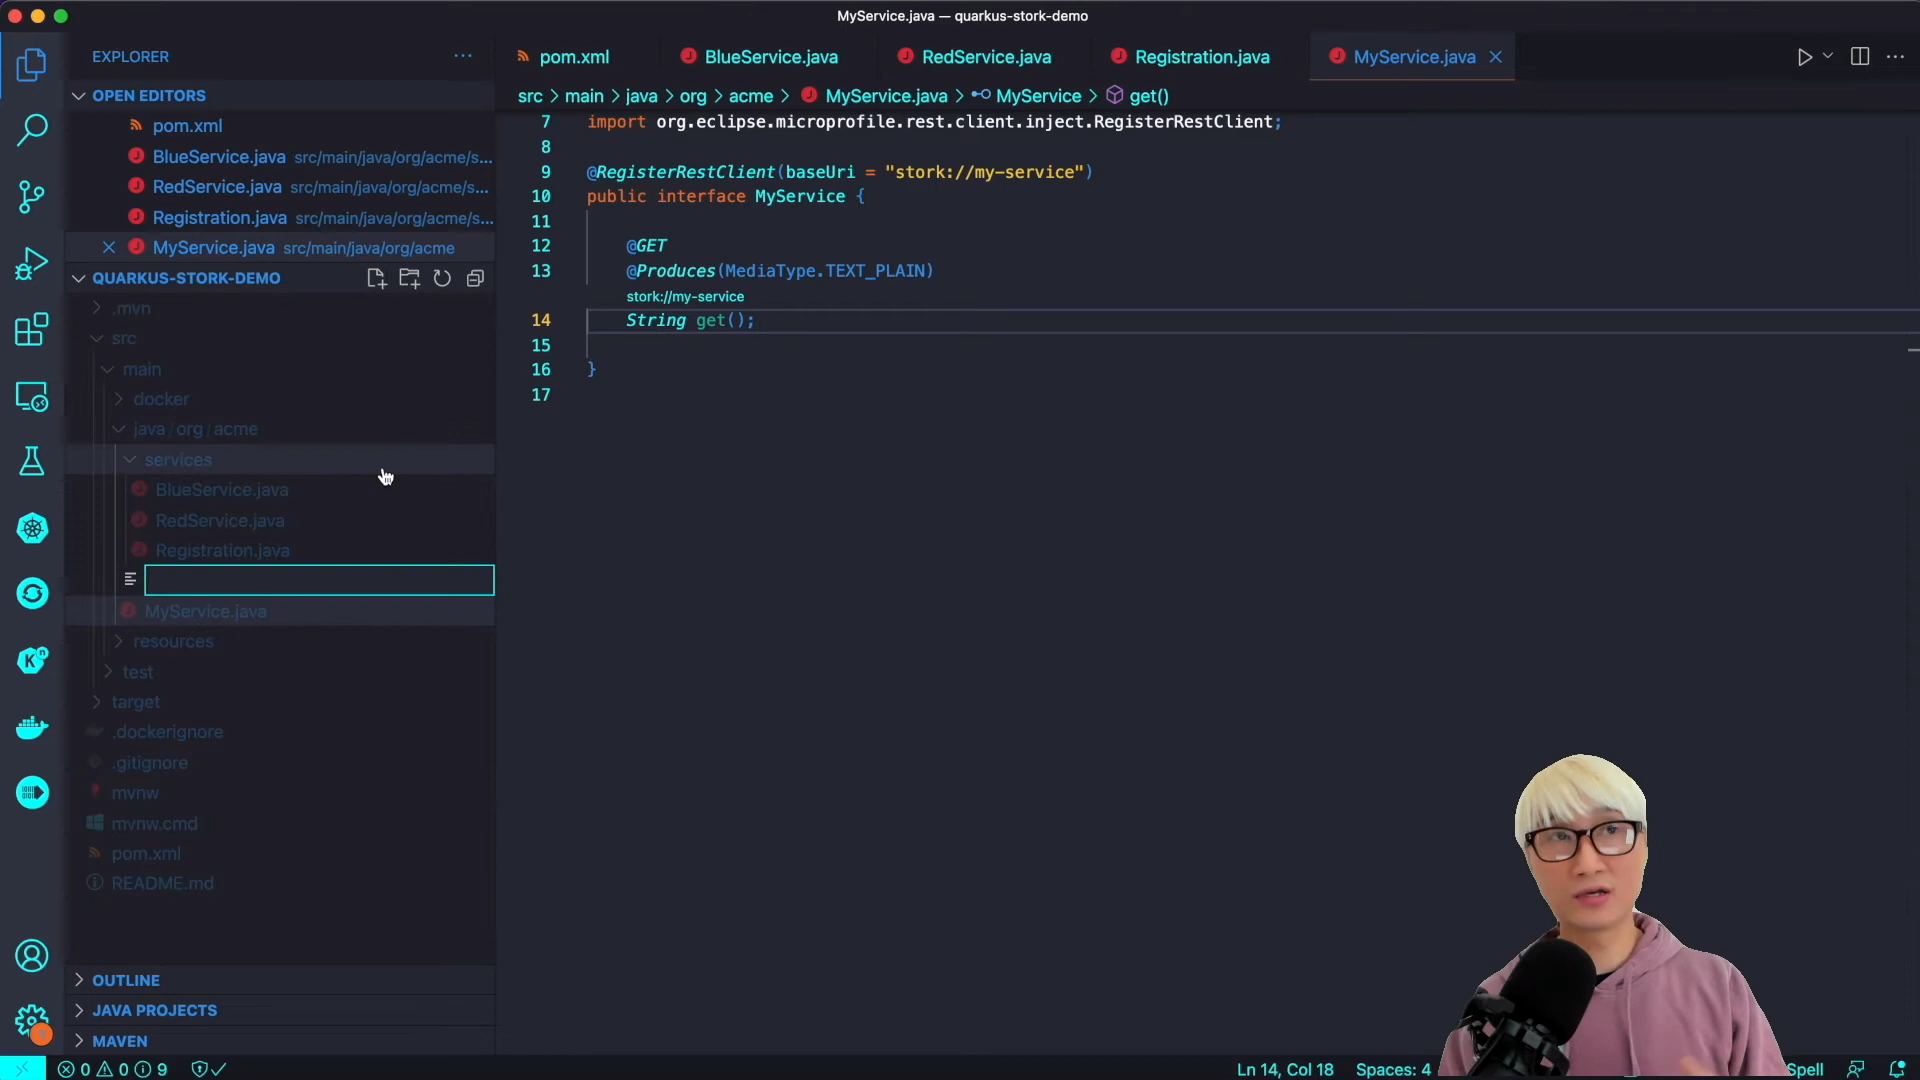 MyService.java — quarkus-stork-demo
EXPLORER
OPEN EDITORS
pom.xml
BlueService.java src/main/java/org/acme/s...
RedService.java src/main/java/org/acme/s...
Registration.java src/main/java/org/acme/s...
MyService.java src/main/java/org/acme
QUARKUS-STORK-DEMO
.mvn
src
main
docker
java / org / acme
services
BlueService.java
RedService.java
Registration.java
MyService.java
resources
test
target
.dockerignore
.gitignore
mvnw
mvnw.cmd
pom.xml
README.md
OUTLINE
JAVA PROJECTS
MAVEN
pom.xml BlueService.java RedService.java Registration.java MyService.java
src > main > java > org > acme > MyService.java > MyService > get()
7 import org.eclipse.microprofile.rest.client.inject.RegisterRestClient;
8
9 @RegisterRestClient(baseUri = "stork://my-service")
10 public interface MyService {
11
12 @GET
13 @Produces(MediaType.TEXT_PLAIN)
stork://my-service
14 String get();
15
16 }
17
0 0 9 Ln 14, Col 18 Spaces: 4 Spell